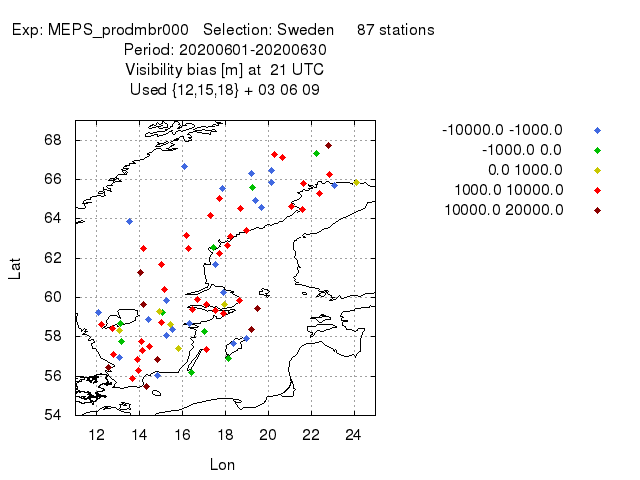 Exp: MEPS_prodmbr000 Selection: Sweden 87 stations
Period: 20200601-20200630
Visibility bias [m] at 21 UTC
Used {12,15,18} + 03 06 09
-10000.0 -1000.0
-1000.0 0.0
0.0 1000.0
1000.0 10000.0
10000.0 20000.0
68
66
64
62
60
58
56
54
Lat
12 14 16 18 20 22 24
Lon